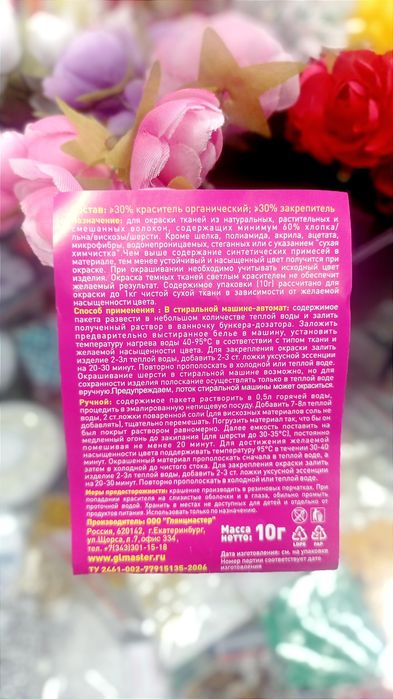 Состав: >30% краситель органический; >30% закрепитель
Назначение: для окраски тканей из натуральных, растительных и
смешанных волокон, содержащих минимум 60% хлопка/
льна/вискозы/шерсти. Кроме шелка, полиамида, акрила, ацетата,
микрофибры, водонепроницаемых, стеганных или с указанием "сухая
химчистка" Чем выше содержание синтетических примесей в
материале, тем менее устойчивый и насыщенный цвет получится при
окраске. При окрашивании необходимо учитывать исходный цвет
изделия. Окраска темных тканей светлым красителем не обеспечит
желаемый результат. Содержимое упаковки (10г) рассчитано для
окраски до 1кг чистой сухой ткани в зависимости от желаемой
насыщенности цвета.
Способ применения : В стиральной машине-автомат: содержимое
пакета развести в небольшом количестве теплой воды и залить
полученный раствор в ванночку бункера-дозатора. Заложить
предварительно выстиранное белье в машину, установить
температуру нагрева воды 40-95°С в соответствии с типом ткани и
желаемой насыщенности цвета. Для закрепления окраски залить
изделие 2-3л теплой воды, добавить 2-3 ст. ложки уксусной эссенции
на 20-30 минут. Повторно прополоскать в холодной или теплой воде.
Окрашивание шерсти в стиральной машине возможно, но для
сохранности изделия полоскание осуществлять только в теплой воде
вручную.Предупреждаем, поток стиральной машины может окраситься.
Ручной: содержимое пакета растворить в 0,5л горячей воды,
процедить в эмалированную непищевую посуду. Добавить 7-8л теплой
воды, 2 ст.ложки поваренной соли (для вискозных материалов соль не
добавлять), тщательно перемешать. Погрузить материал так, что бы он
был покрыт раствором равномерно. Далее емкость поставить на
медленный огонь до закипания (для шерсти до 30-35°С), постоянно
помешивая не менее 20 минут. Для достижения желаемой
насыщенности цвета поддерживать температуру 95°С в течении 30-40
минут. Окрашенный материал прополоскать сначала в теплой воде, а
затем в холодной до чистого стока. Для закрепления окраски залить
изделие 2-3л теплой воды, добавить 2-3 ст. ложки уксусной эссенции
на 20-30 минут. Повторно прополоскать в холодной или теплой воде.
Меры предосторожности: крашение производить в резиновых перчатках. При
попадании красителя на слизистые оболочки и в глаза, обильно промыть
проточной водой. Хранить в местах не доступных для детей и отдельно от
продуктов питания. Использовать только по назначению.
Производитель: ООО "Глянцмастер"
Россия, 620142, г.Екатеринбург,
ул.Щорса, л.7,офис 334,
тел. +7(343)301-15-18
www.glmaster.ru
ТУ 2461-002-77915135-2006
Масса
нетто: 10г
LDPE PAP
Дата изготовления: см. на упаковке
Номер партии соответствует дате
изготовления